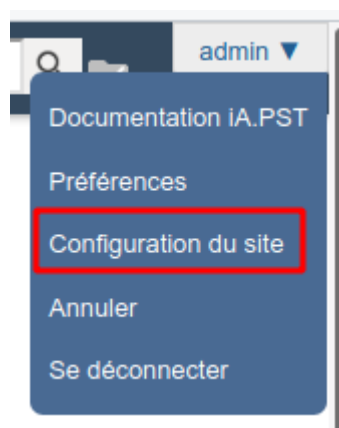 admin ▼
Documentation iA.PST
Préférences
Configuration du site
Annuler
Se déconnecter